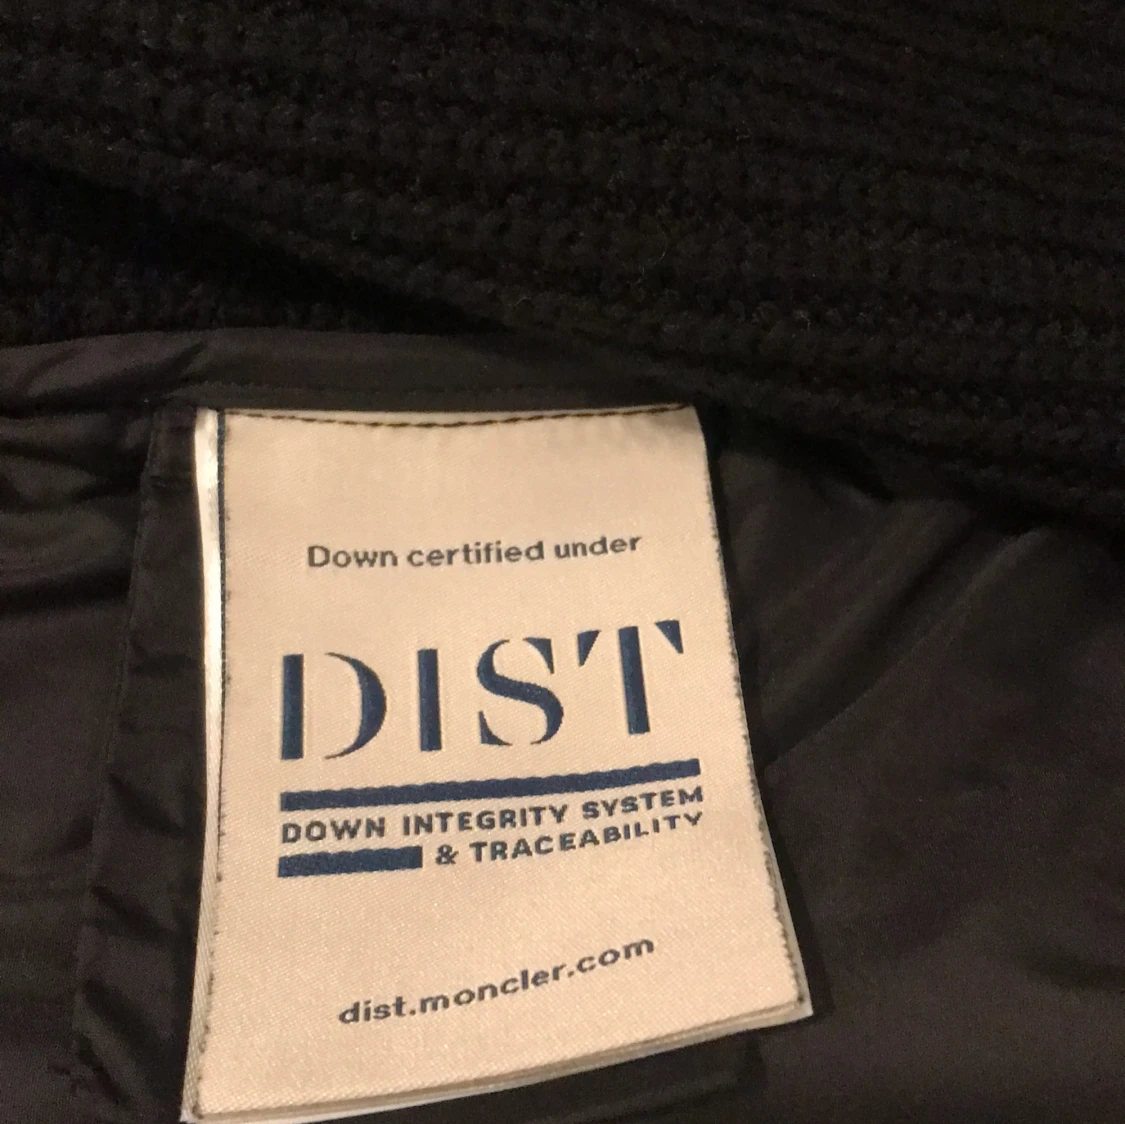 Down certified under
DIST
DOWN INTEGRITY SYSTEM
& TRACEABILITY
dist.moncler.com